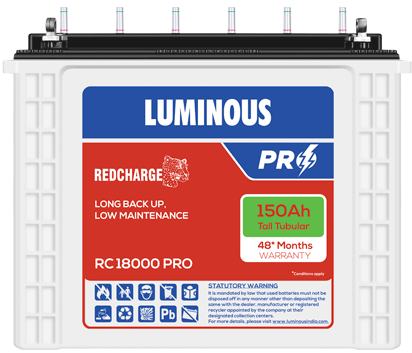 LUMINOUS
PRO
REDCHARGE
LONG BACK UP,
LOW MAINTENANCE
150Ah
Tall Tubular
48* Months
WARRANTY
RC 18000 PRO
*Conditions apply
STATUTORY WARNING
It is mandated by law that used batteries must not be
disposed off in any manner other than depositing the
same with the dealer, manufacturer or registered
recycler appointed by the company at their
designated collection centers.
For more details, please visit www.luminousindia.com.
Pb